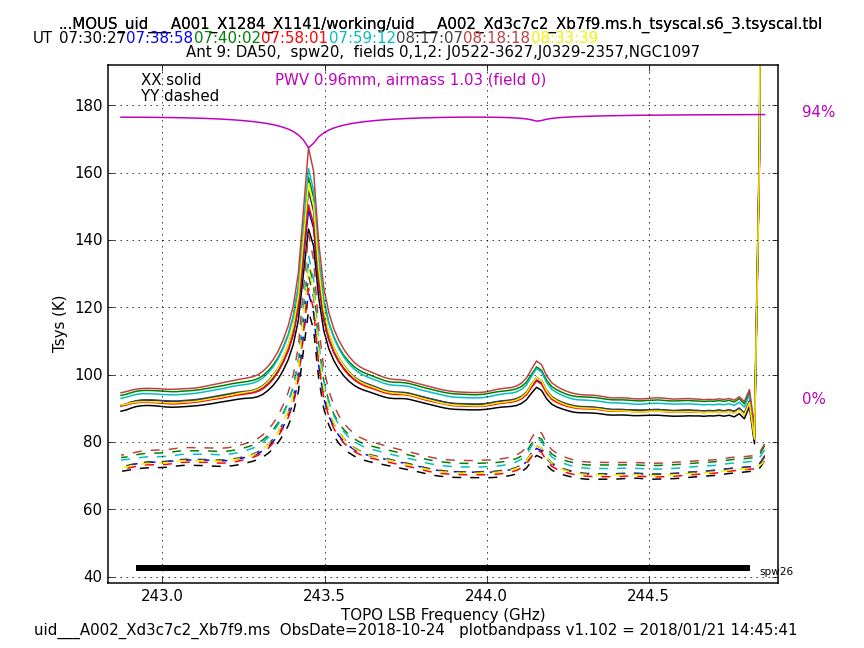 ...MOUS_uid___A001_X1284_X1141/working/uid___A002_Xd3c7c2_Xb7f9.ms.h_tsyscal.s6_3.tsyscal.tbl
UT 07:30:27 07:38:58 07:40:02 07:58:01 07:59:12 08:17:07 08:18:18 08:33:39
Ant 9: DA50, spw20, fields 0,1,2: J0522-3627,J0329-2357,NGC1097
XX solid
YY dashed
PWV 0.96mm, airmass 1.03 (field 0)
94%
0%
180
160
140
120
100
80
60
40
Tsys (K)
spw26
243.0 243.5 244.0 244.5
TOPO LSB Frequency (GHz)
uid___A002_Xd3c7c2_Xb7f9.ms ObsDate=2018-10-24 plotbandpass v1.102 = 2018/01/21 14:45:41